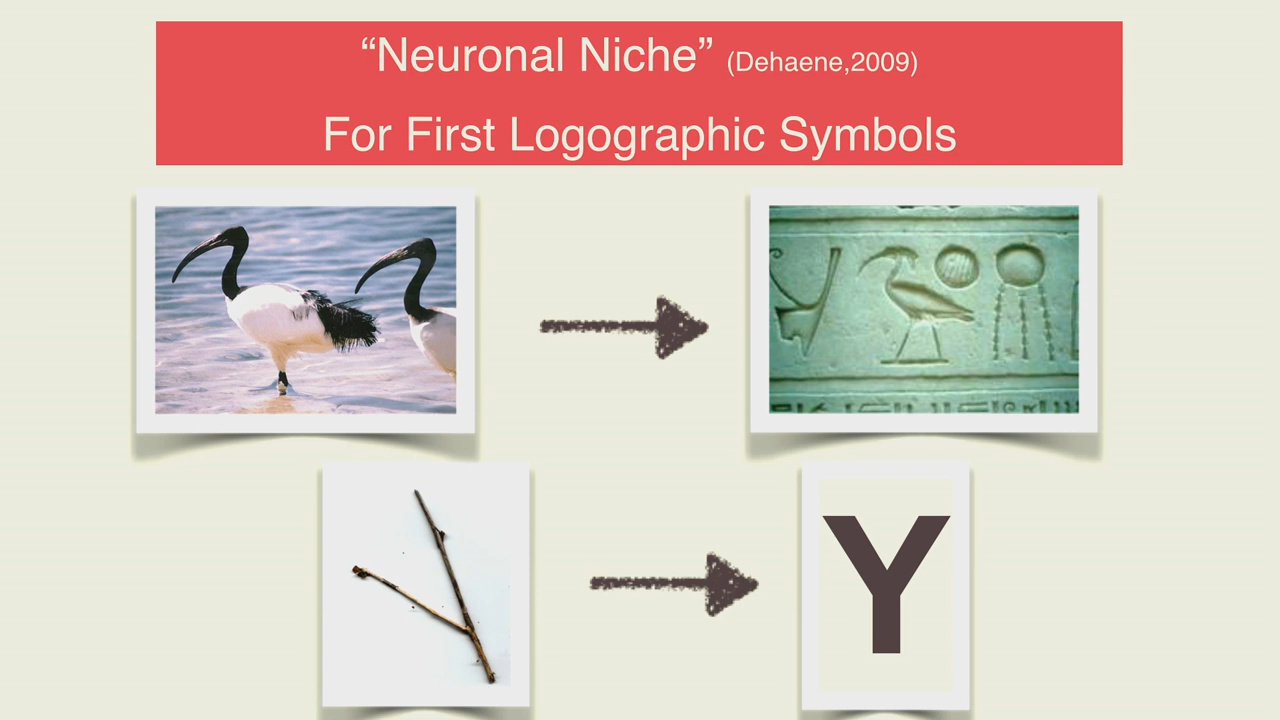 “Neuronal Niche” (Dehaene,2009)
For First Logographic Symbols
Y